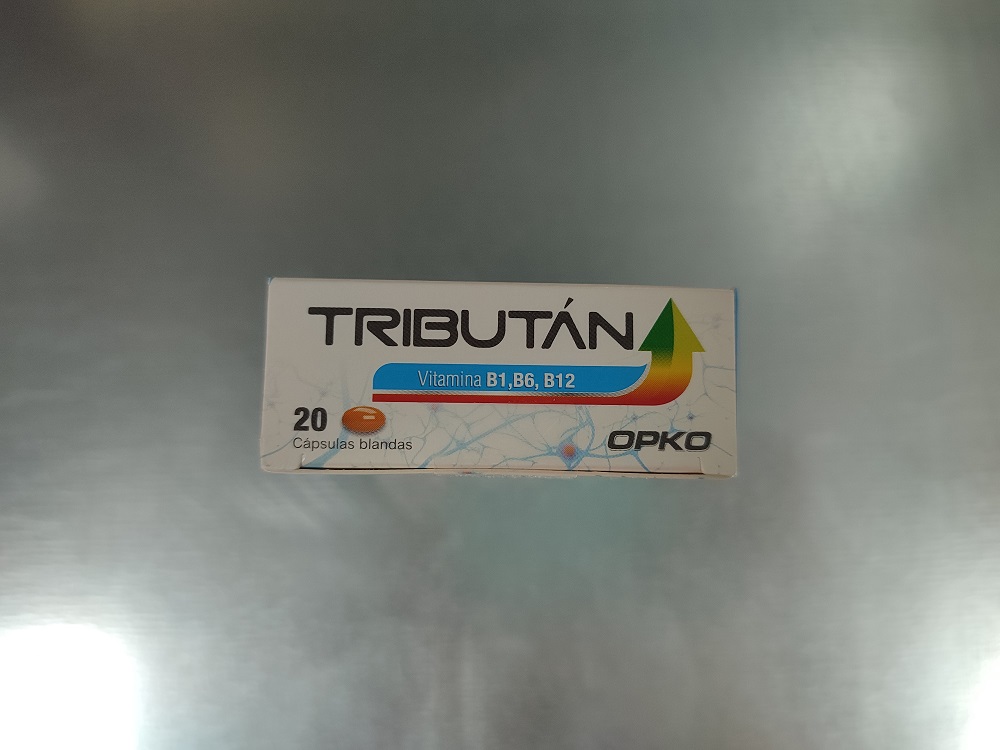 TRIBUTÁN
Vitamina B1,B6, B12
20
Cápsulas blandas
OPKO